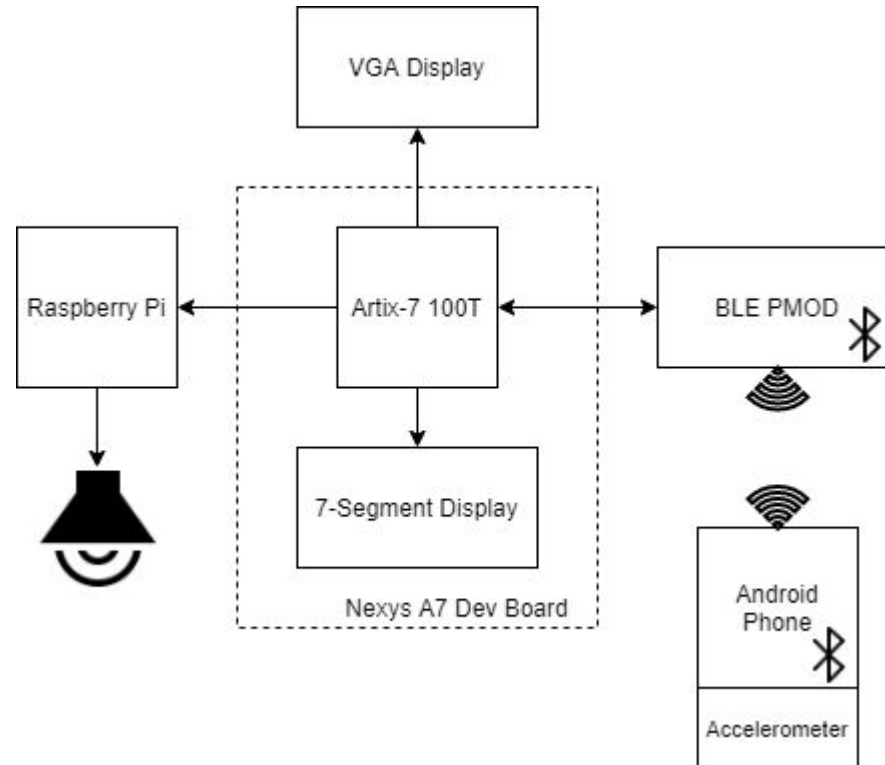 VGA Display
Raspberry Pi
Artix-7 100T
BLE PMOD
7-Segment Display
Nexys A7 Dev Board
Android
Phone
Accelerometer